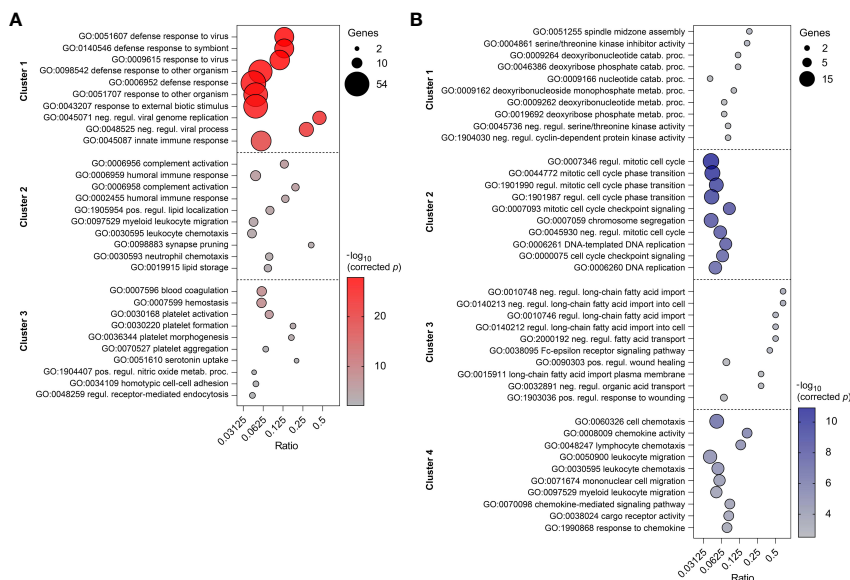 A
Cluster 1
GO:0051607 defense response to virus
GO:0140546 defense response to symbiont
GO:0009615 response to virus
GO:0098542 defense response to other organism
GO:0006952 defense response
GO:0051707 response to other organism
GO:0043207 response to external biotic stimulus
GO:0045071 neg. regul. viral genome replication
GO:0048525 neg. regul. viral process
GO:0045087 innate immune response
Cluster 2
GO:0006956 complement activation
GO:0006959 humoral immune response
GO:0006958 complement activation
GO:0002455 humoral immune response
GO:1905954 pos. regul. lipid localization
GO:0097529 myeloid leukocyte migration
GO:0030595 leukocyte chemotaxis
GO:0098883 synapse pruning
GO:0030593 neutrophil chemotaxis
GO:0019915 lipid storage
Cluster 3
GO:0007596 blood coagulation
GO:0007599 hemostasis
GO:0030168 platelet activation
GO:0030220 platelet formation
GO:0036344 platelet morphogenesis
GO:0070527 platelet aggregation
GO:0051610 serotonin uptake
GO:1904407 pos. regul. nitric oxide metab. proc.
GO:0034109 homotypic cell-cell adhesion
GO:0048259 regul. receptor-mediated endocytosis
0.03125 0.0625 0.125 0.25 0.5
Ratio
Genes
2
10
54
-log10
(corrected p)
20
10
B
Cluster 1
GO:0051255 spindle midzone assembly
GO:0004861 serine/threonine kinase inhibitor activity
GO:0009264 deoxyribonucleotide catab. proc.
GO:0046386 deoxyribose phosphate catab. proc.
GO:0009166 nucleotide catab. proc.
GO:0009162 deoxyribonucleoside monophosphate metab. proc.
GO:0009262 deoxyribonucleotide metab. proc.
GO:0019692 deoxyribose phosphate metab. proc.
GO:0045736 neg. regul. serine/threonine kinase activity
GO:1904030 neg. regul. cyclin-dependent protein kinase activity
Cluster 2
GO:0007346 regul. mitotic cell cycle
GO:0044772 mitotic cell cycle phase transition
GO:1901990 regul. mitotic cell cycle phase transition
GO:1901987 regul. cell cycle phase transition
GO:0007093 mitotic cell cycle checkpoint signaling
GO:0007059 chromosome segregation
GO:0045930 neg. regul. mitotic cell cycle
GO:0006261 DNA-templated DNA replication
GO:0000075 cell cycle checkpoint signaling
GO:0006260 DNA replication
Cluster 3
GO:0010748 neg. regul. long-chain fatty acid import
GO:0140213 neg. regul. long-chain fatty acid import into cell
GO:0010746 regul. long-chain fatty acid import
GO:0140212 regul. long-chain fatty acid import into cell
GO:2000192 neg. regul. fatty acid transport
GO:0038095 Fc-epsilon receptor signaling pathway
GO:0090303 pos. regul. wound healing
GO:0015911 long-chain fatty acid import plasma membrane
GO:0032891 neg. regul. organic acid transport
GO:1903036 pos. regul. response to wounding
Cluster 4
GO:0060326 cell chemotaxis
GO:0008009 chemokine activity
GO:0048247 lymphocyte chemotaxis
GO:0050900 leukocyte migration
GO:0030595 leukocyte chemotaxis
GO:0071674 mononuclear cell migration
GO:0097529 myeloid leukocyte migration
GO:0070098 chemokine-mediated signaling pathway
GO:0038024 cargo receptor activity
GO:1990868 response to chemokine
0.03125 0.0625 0.125 0.25 0.5
Ratio
Genes
2
5
15
-log10
(corrected p)
10
8
6
4